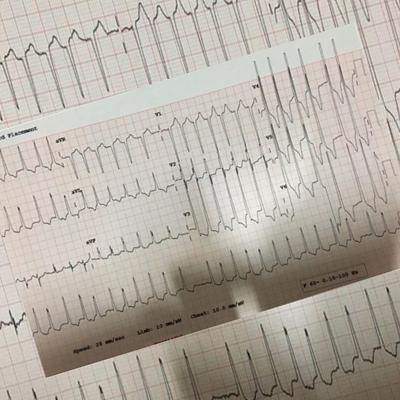 Placement
aVR
V1
V4
aVL
V2
V5
aVF
V3
V6
Speed: 25 mm/sec Limb: 10 mm/mV Chest: 10.0 mm/mV
F 60~ 0.15-100 Hz